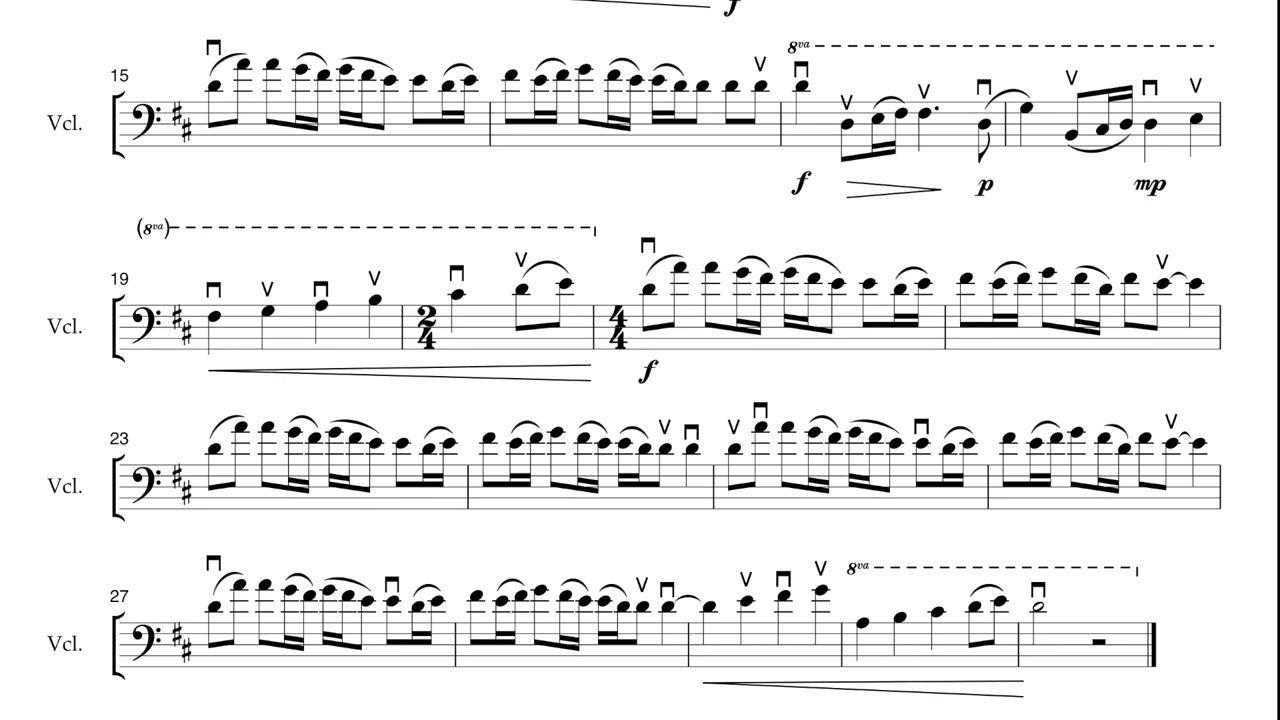 f
15 8va
Vcl.
f p mp
(8va)
19
Vcl. 2 4 4 4
f
23
Vcl.
27 8va
Vcl.